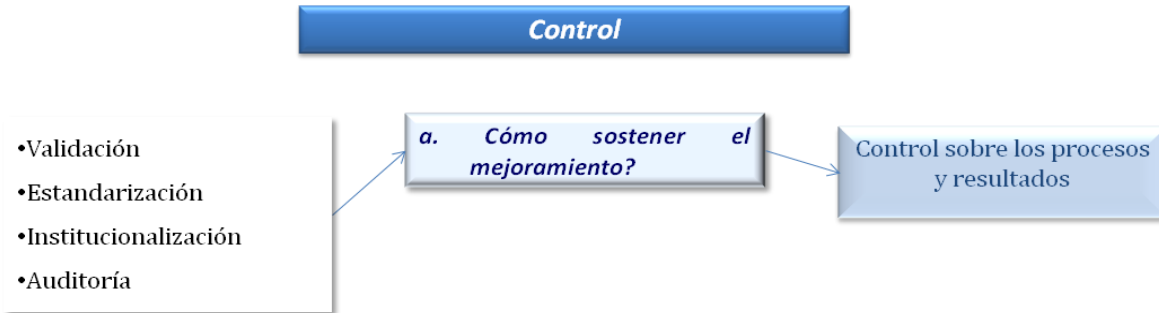 Control
•Validación
•Estandarización
•Institucionalización
•Auditoría
a. Cómo sostener el
mejoramiento?
Control sobre los procesos
y resultados